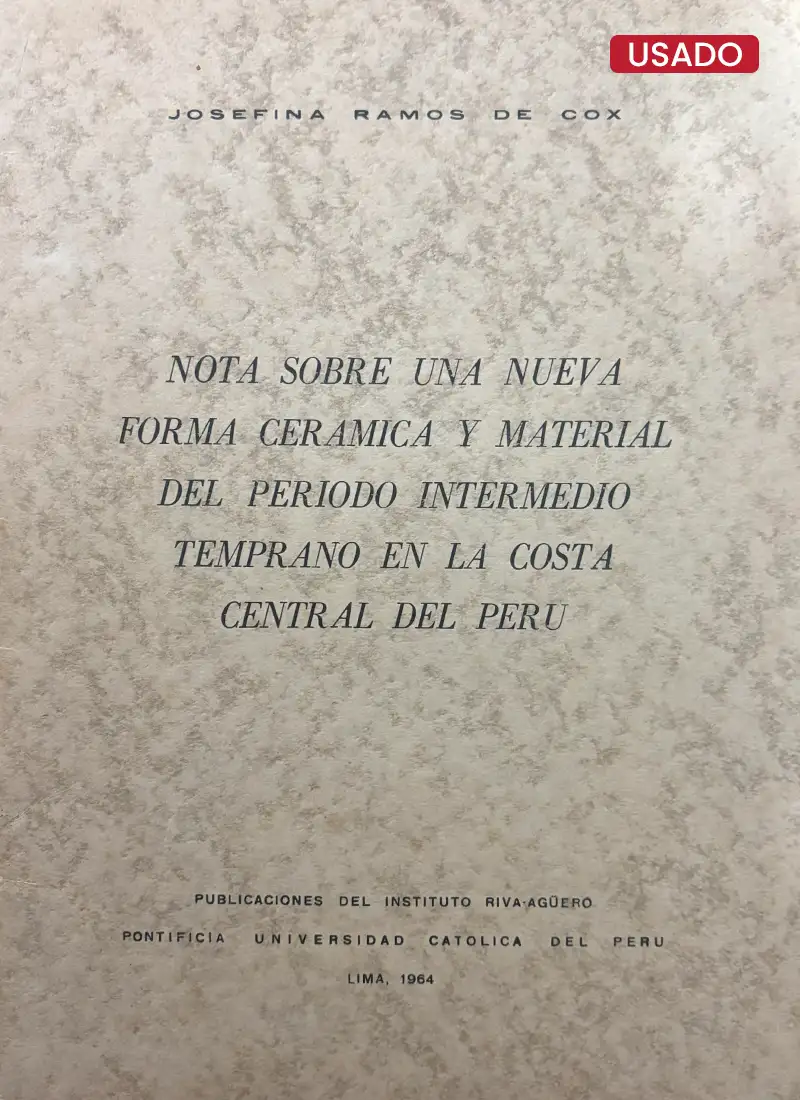 USADO
JOSEFINA RAMOS DE COX
NOTA SOBRE UNA NUEVA
FORMA CERAMICA Y MATERIAL
DEL PERIODO INTERMEDIO
TEMPRANO EN LA COSTA
CENTRAL DEL PERU
PUBLICACIONES DEL INSTITUTO RIVA-AGÜERO
PONTIFICIA UNIVERSIDAD CATOLICA DEL PERU
LIMA, 1964